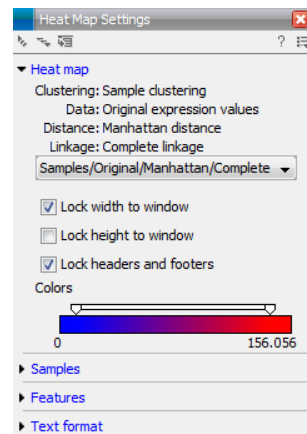 Heat Map Settings
?
Heat map
Clustering: Sample clustering
Data: Original expression values
Distance: Manhattan distance
Linkage: Complete linkage
Samples/Original/Manhattan/Complete
Lock width to window
Lock height to window
Lock headers and footers
Colors
0 156.056
Samples
Features
Text format